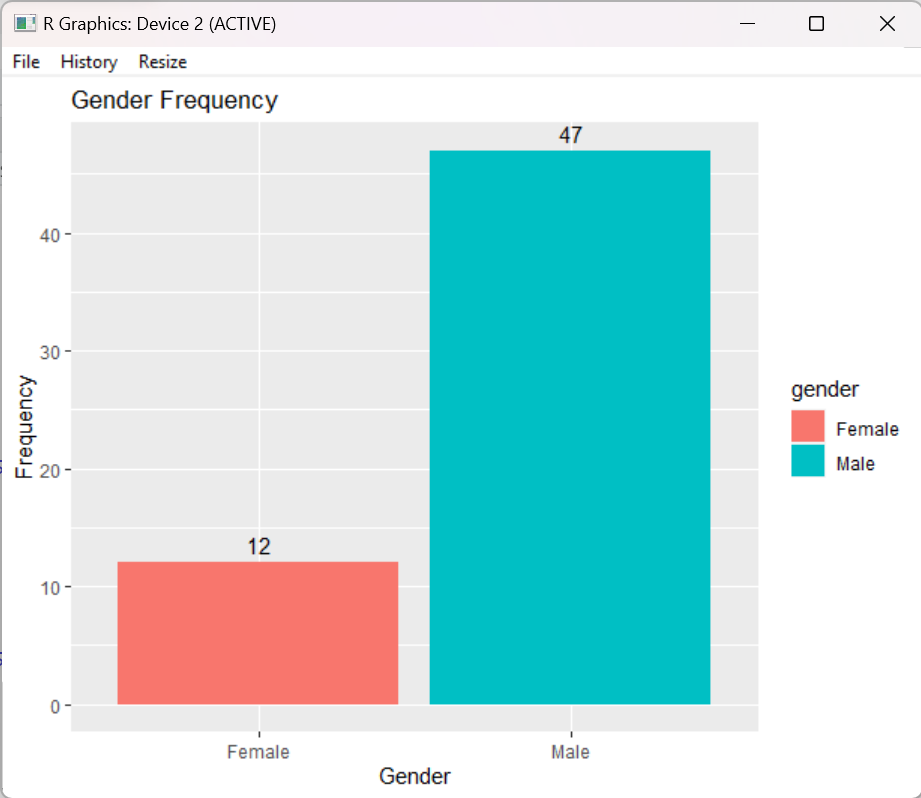 R Graphics: Device 2 (ACTIVE)
File History Resize
Gender Frequency
47
40
30
gender
Female
Male
Frequency
20
12
10
0
Female Male
Gender